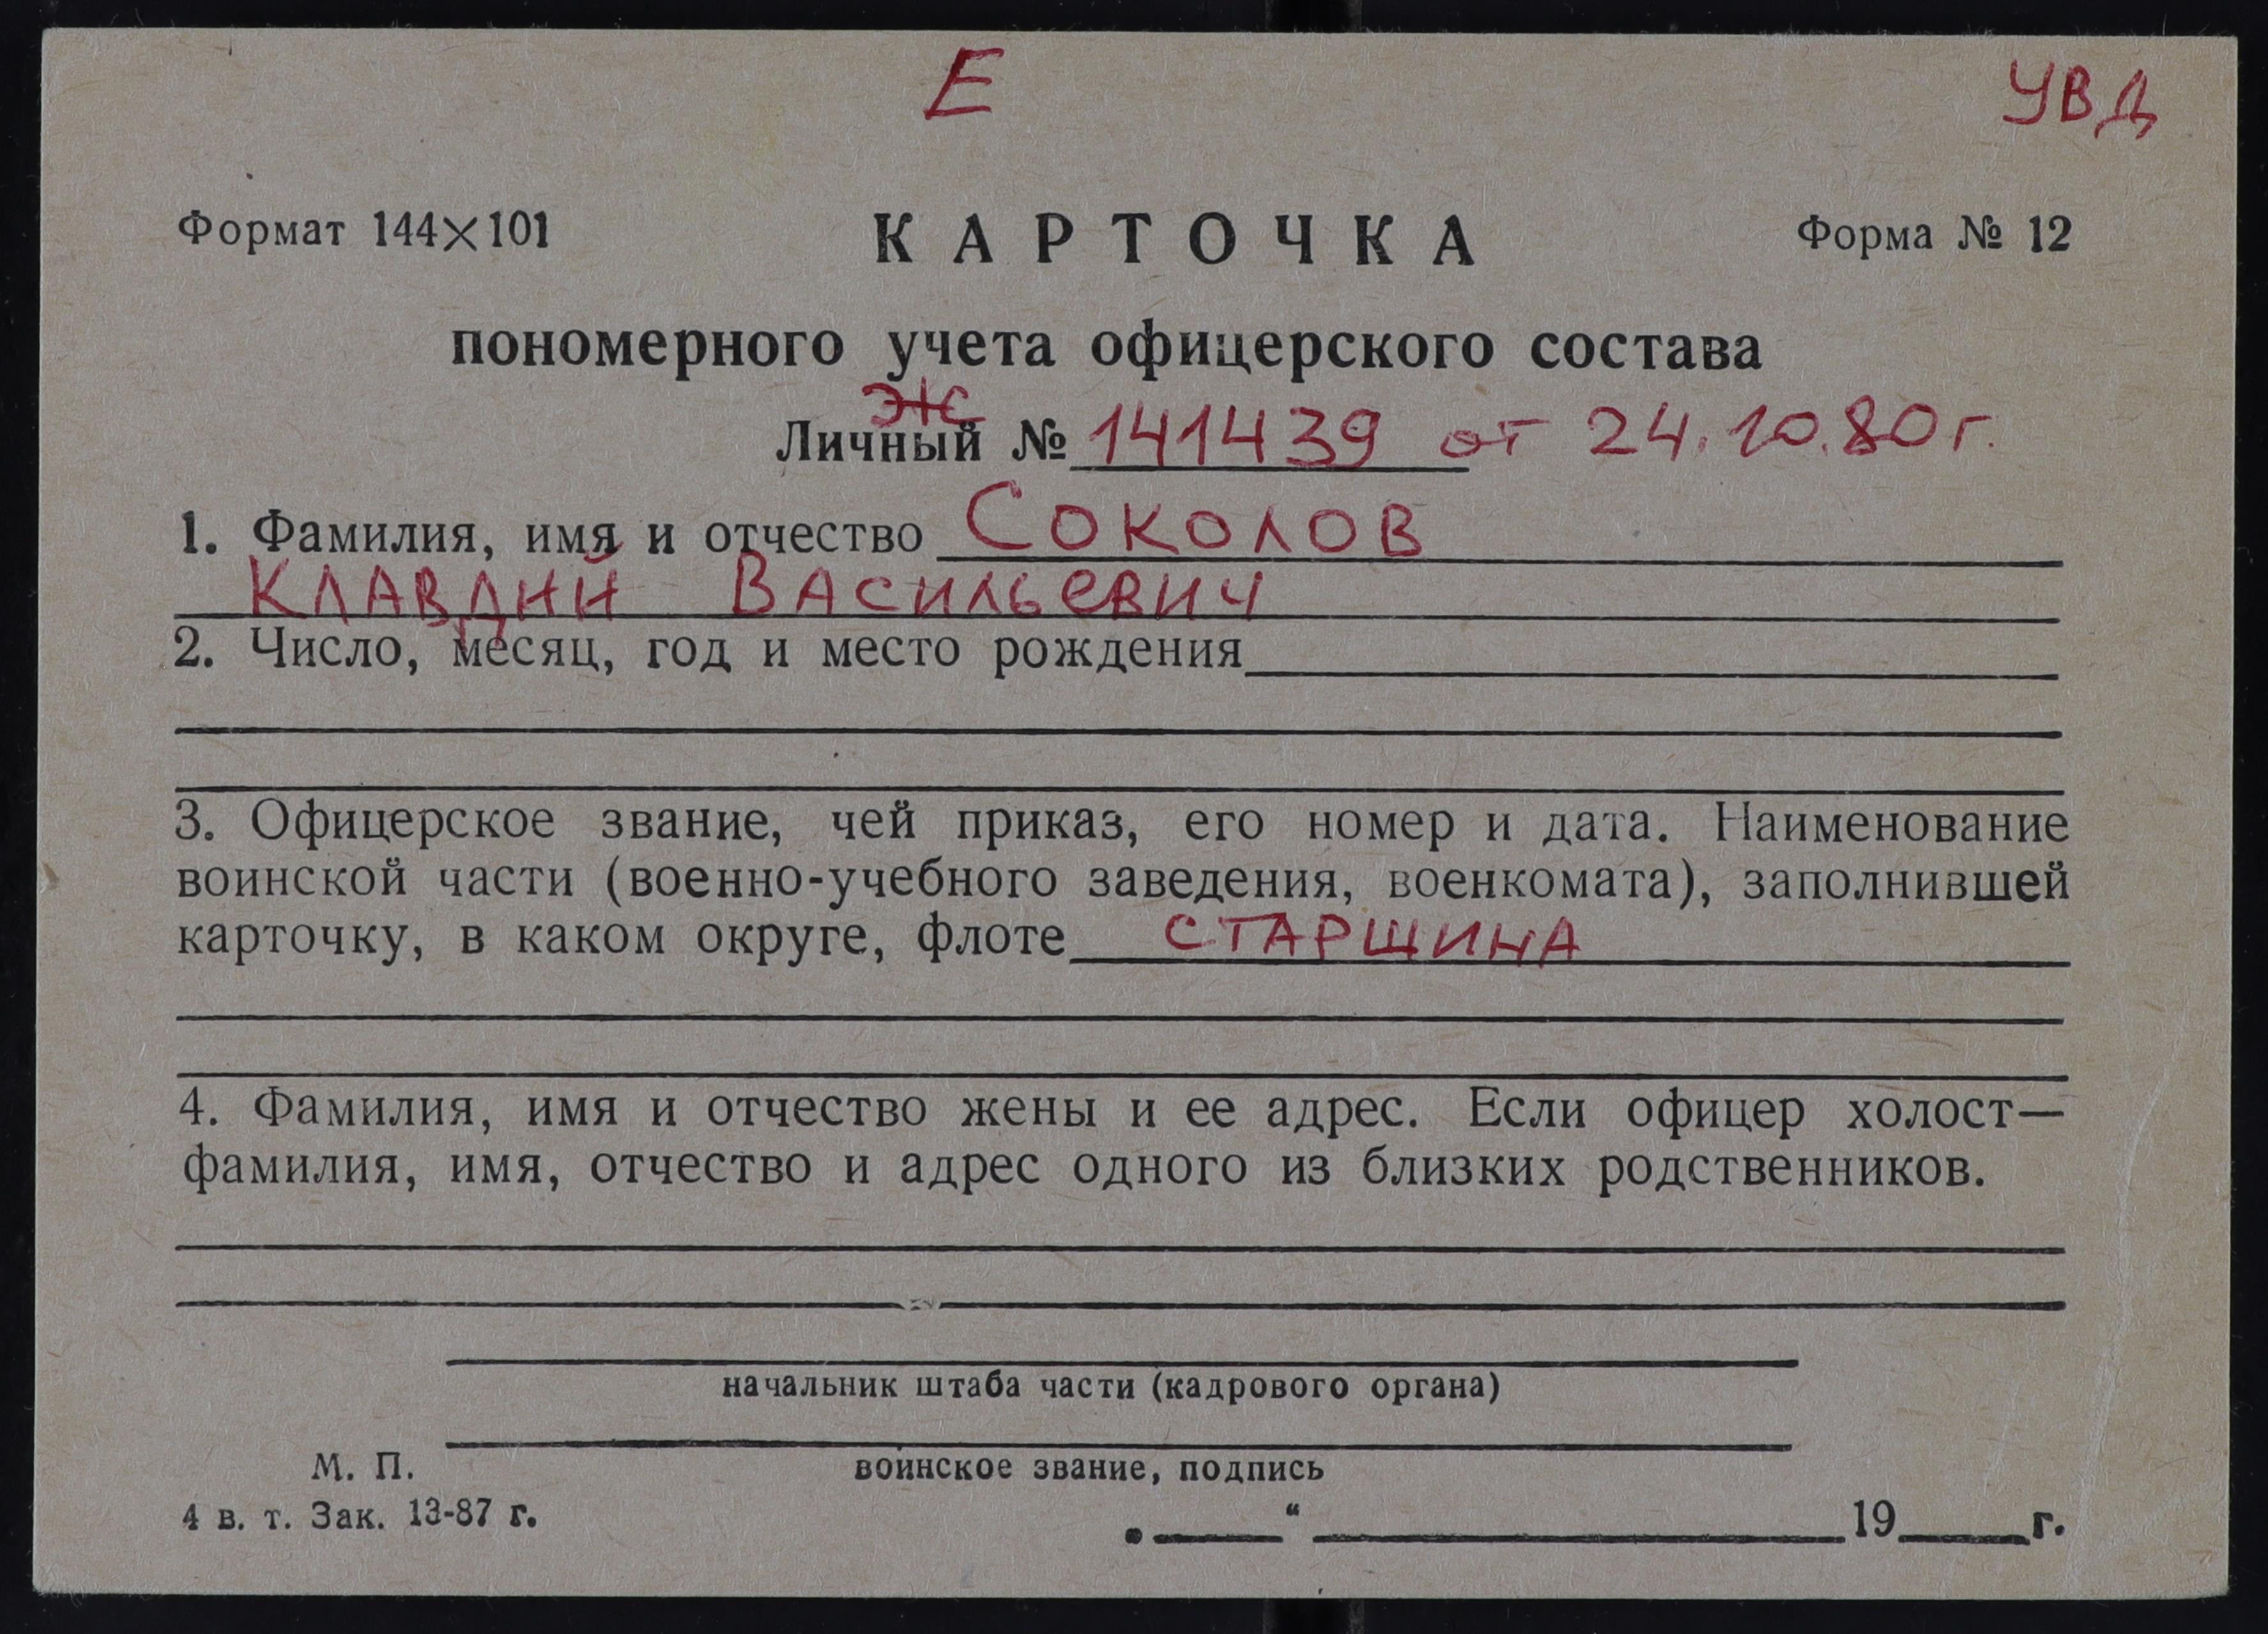 Е
УВД
Формат 144×101
КАРТОЧКА
Форма № 12
пономерного учета офицерского состава
ЭЖ
Личный № 141439 от 24.10.80 г.
1. Фамилия, имя и отчество Соколов
Клавдий Васильевич
2. Число, месяц, год и место рождения
3. Офицерское звание, чей приказ, его номер и дата. Наименование
воинской части (военно-учебного заведения, военкомата), заполнившей
карточку, в каком округе, флоте СТАРШИНА
4. Фамилия, имя и отчество жены и ее адрес. Если офицер холост—
фамилия, имя, отчество и адрес одного из близких родственников.
начальник штаба части (кадрового органа)
М. П.
воинское звание, подпись
4 в. т. Зак. 13-87 г.
„ “ 19 г.